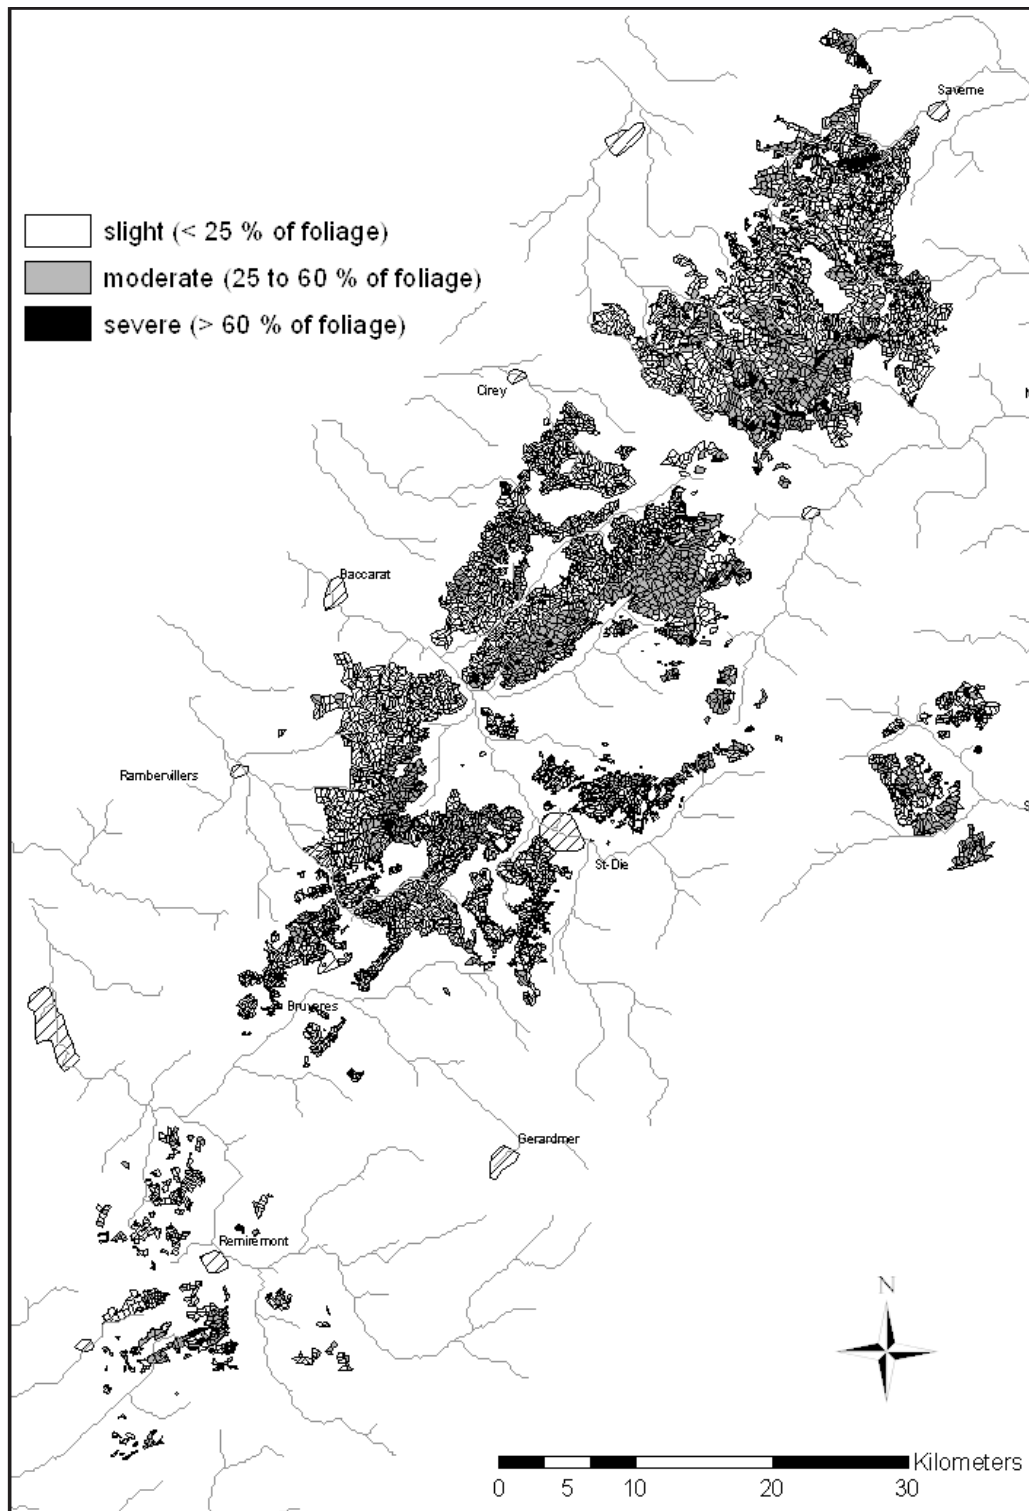 Saverne
slight (< 25 % of foliage)
moderate (25 to 60 % of foliage)
severe (> 60 % of foliage)
Cirey
Baccarat
Rambervillers
St-Die
Bruyeres
Gerardmer
Remiremont
N
Kilometers
0 5 10 20 30